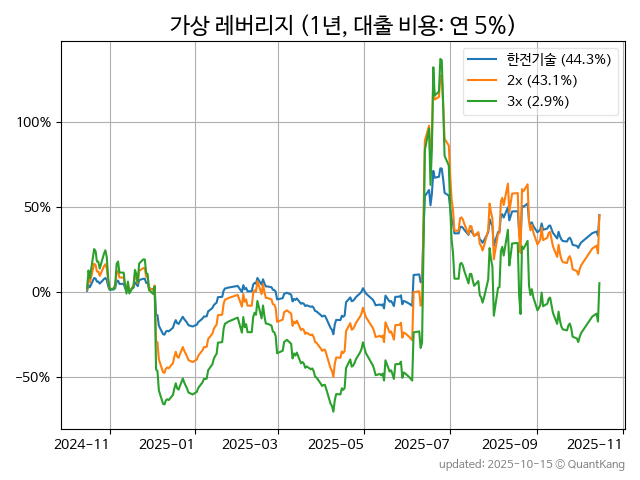 가상 레버리지 (1년, 대출 비용: 연 5%)
한전기술 (44.3%)
2x (43.1%)
3x (2.9%)
100%
50%
0%
−50%
2024-11 2025-01 2025-03 2025-05 2025-07 2025-09 2025-11
updated: 2025-10-15 © QuantKang